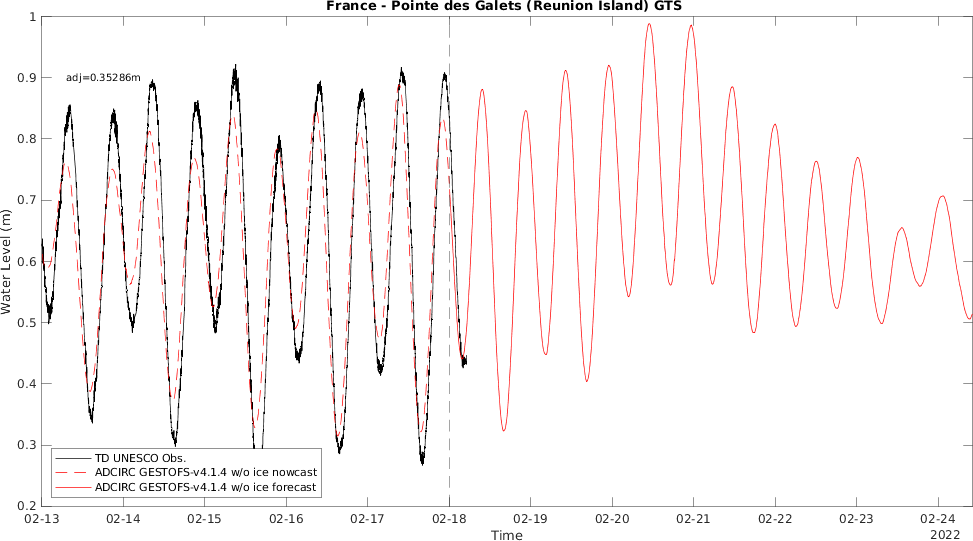 France - Pointe des Galets (Reunion Island) GTS
1
0.9
0.8
0.7
0.6
0.5
0.4
0.3
0.2
Water Level (m)
adj=0.35286m
TD UNESCO Obs.
ADCIRC GESTOFS-v4.1.4 w/o ice nowcast
ADCIRC GESTOFS-v4.1.4 w/o ice forecast
02-13 02-14 02-15 02-16 02-17 02-18 02-19 02-20 02-21 02-22 02-23 02-24
2022
Time